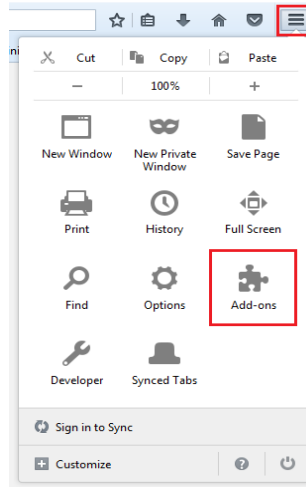 ni
Cut Copy Paste
100%
New Window New Private Window Save Page
Print History Full Screen
Find Options Add-ons
Developer Synced Tabs
Sign in to Sync
Customize